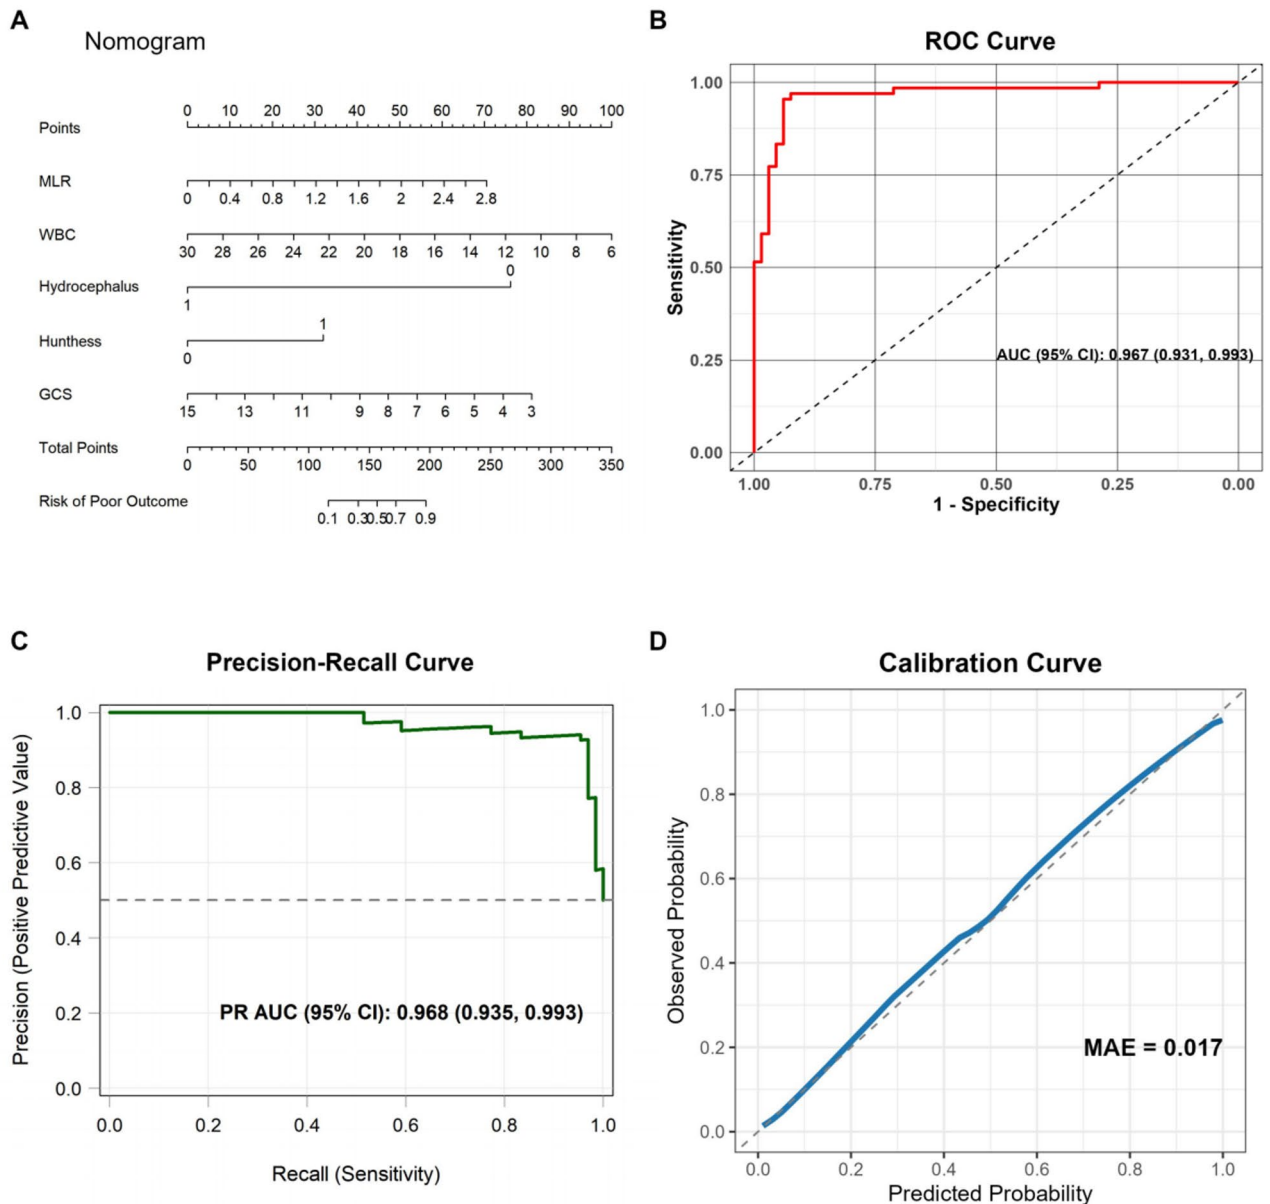 A
Nomogram
Points
0 10 20 30 40 50 60 70 80 90 100
MLR
0 0.4 0.8 1.2 1.6 2 2.4 2.8
WBC
30 28 26 24 22 20 18 16 14 12 10 8 6
Hydrocephalus
0
1
Hunthess
1
0
GCS
15 13 11 9 8 7 6 5 4 3
Total Points
0 50 100 150 200 250 300 350
Risk of Poor Outcome
0.1 0.3 0.5 0.7 0.9
B
ROC Curve
Sensitivity
1.00
0.75
0.50
0.25
0.00
AUC (95% CI): 0.967 (0.931, 0.993)
1.00 0.75 0.50 0.25 0.00
1 - Specificity
C
Precision-Recall Curve
Precision (Positive Predictive Value)
1.0
0.8
0.6
0.4
0.2
0.0
PR AUC (95% CI): 0.968 (0.935, 0.993)
0.0 0.2 0.4 0.6 0.8 1.0
Recall (Sensitivity)
D
Calibration Curve
Observed Probability
1.0
0.8
0.6
0.4
0.2
0.0
MAE = 0.017
0.0 0.2 0.4 0.6 0.8 1.0
Predicted Probability